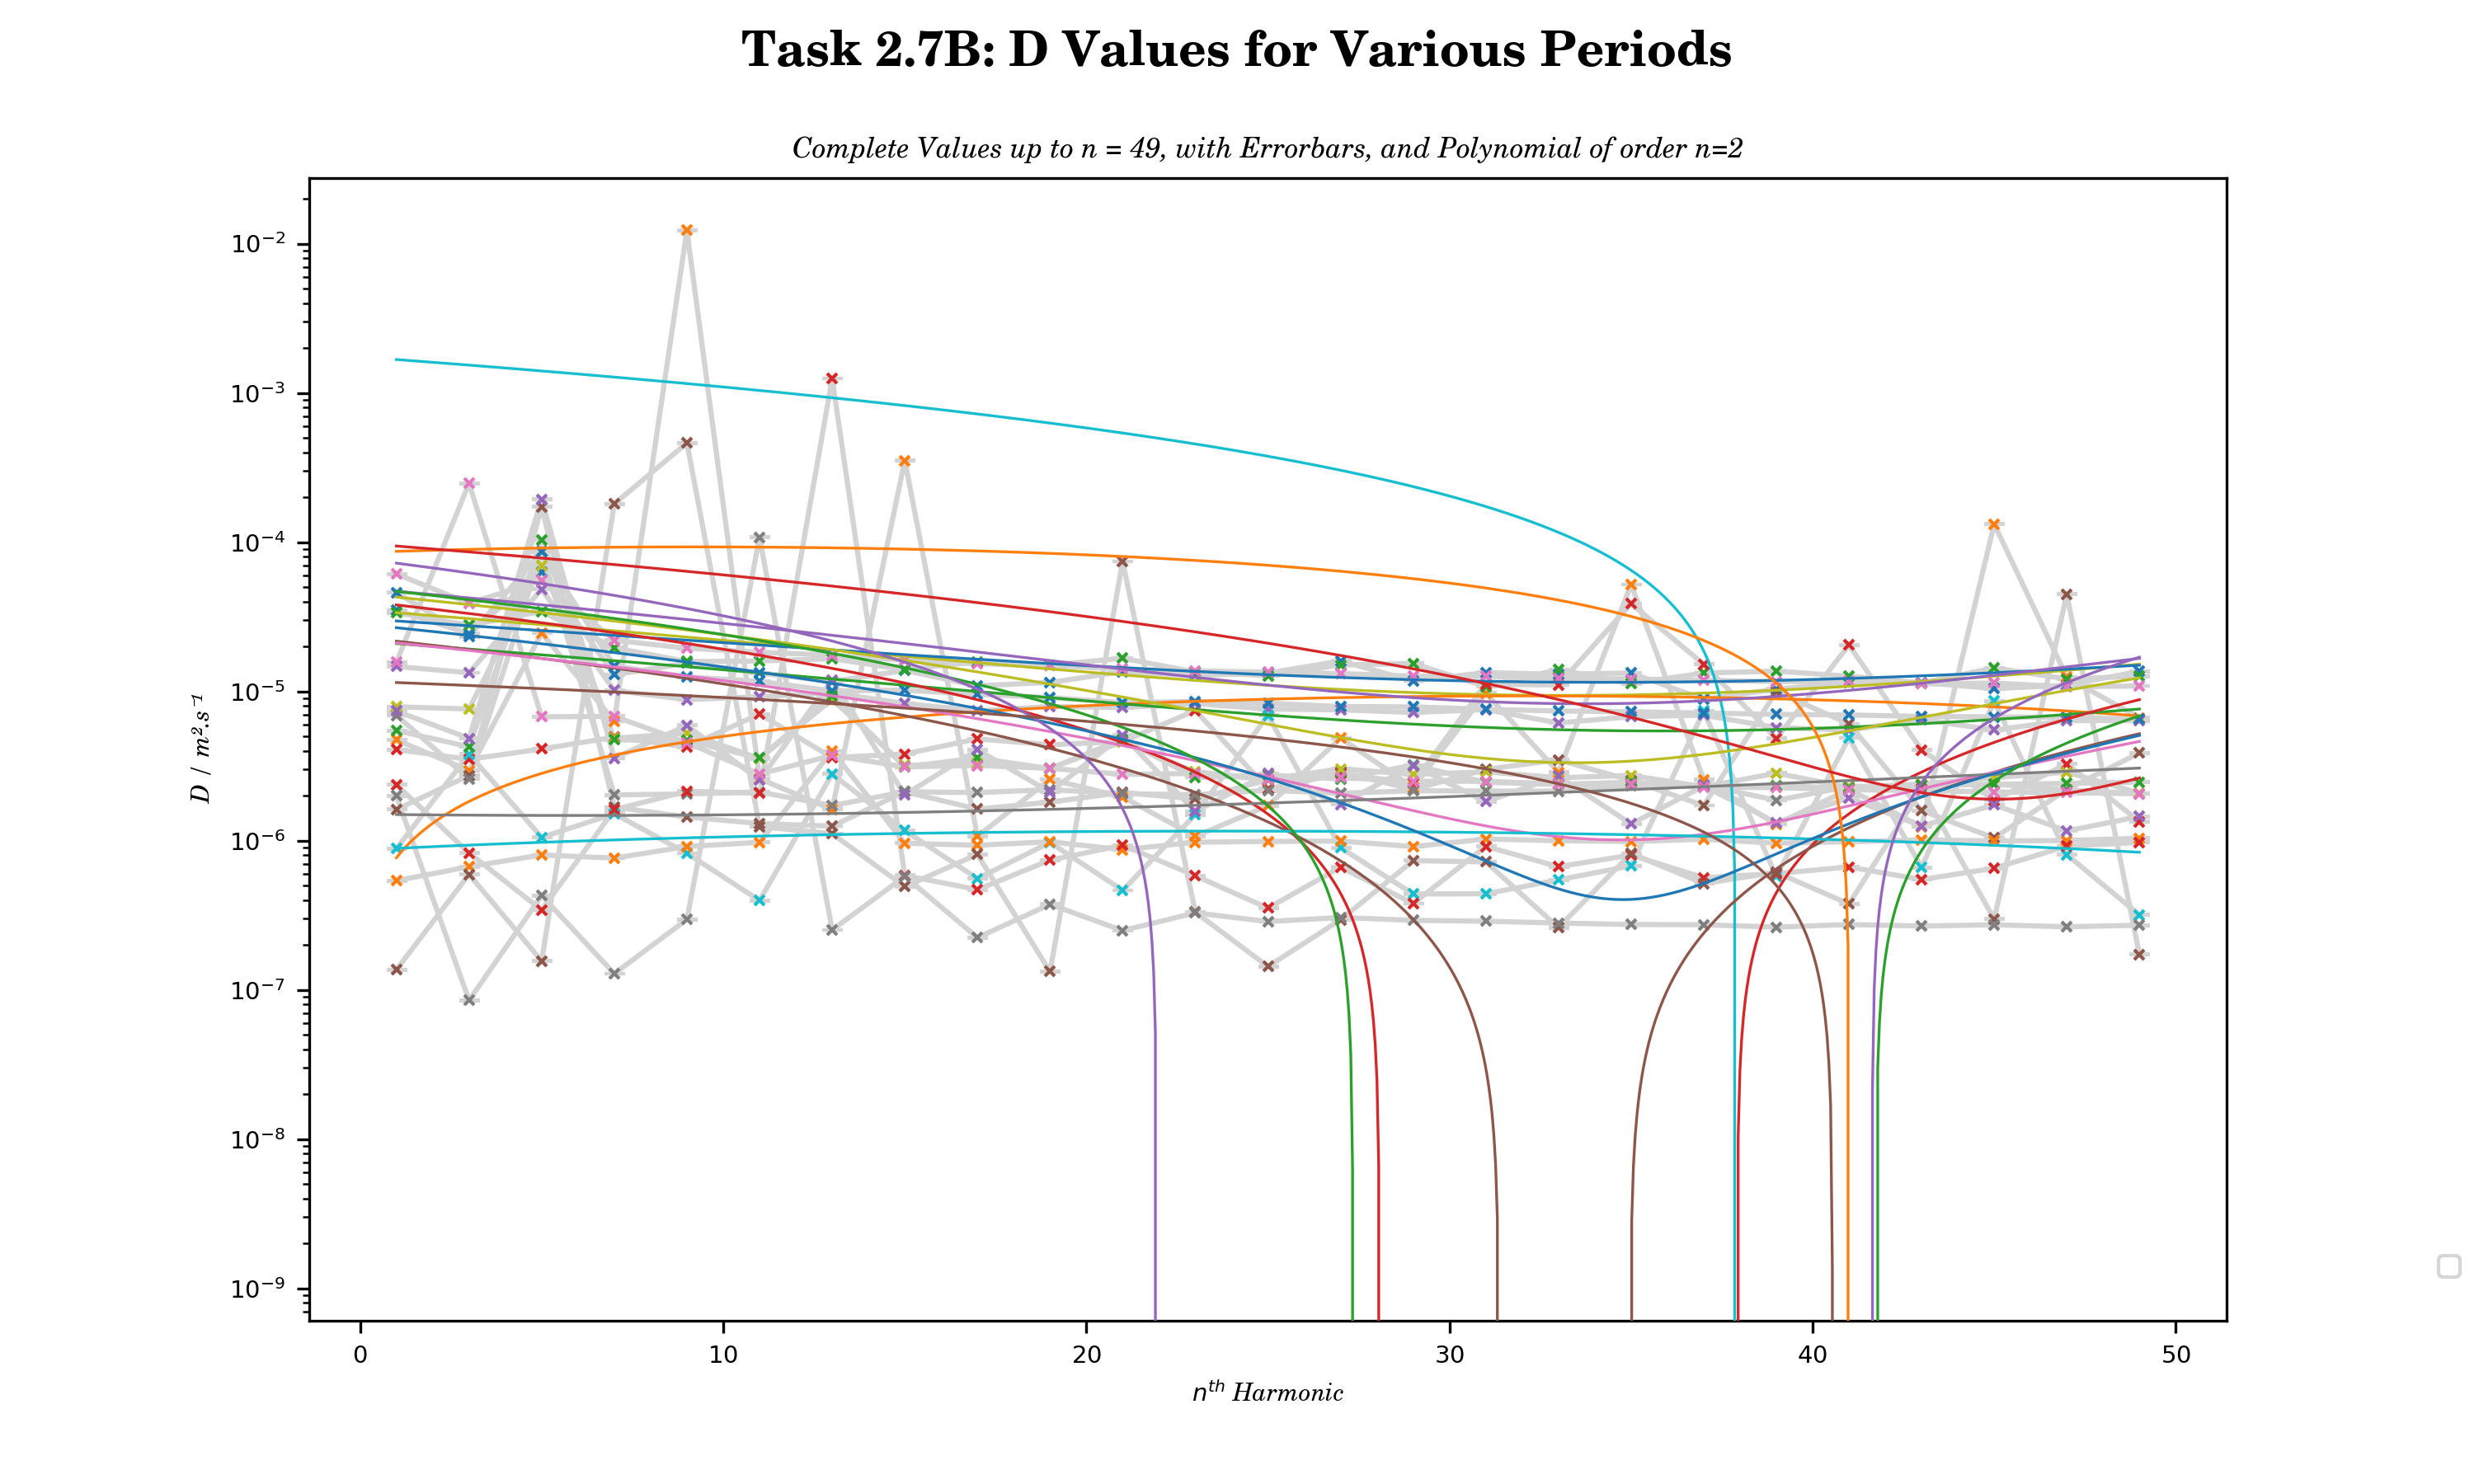 Task 2.7B: D Values for Various Periods
Complete Values up to n = 49, with Errorbars, and Polynomial of order n=2
D / m².s⁻¹
10⁻²
10⁻³
10⁻⁴
10⁻⁵
10⁻⁶
10⁻⁷
10⁻⁸
10⁻⁹
0 10 20 30 40 50
nᵗʰ Harmonic